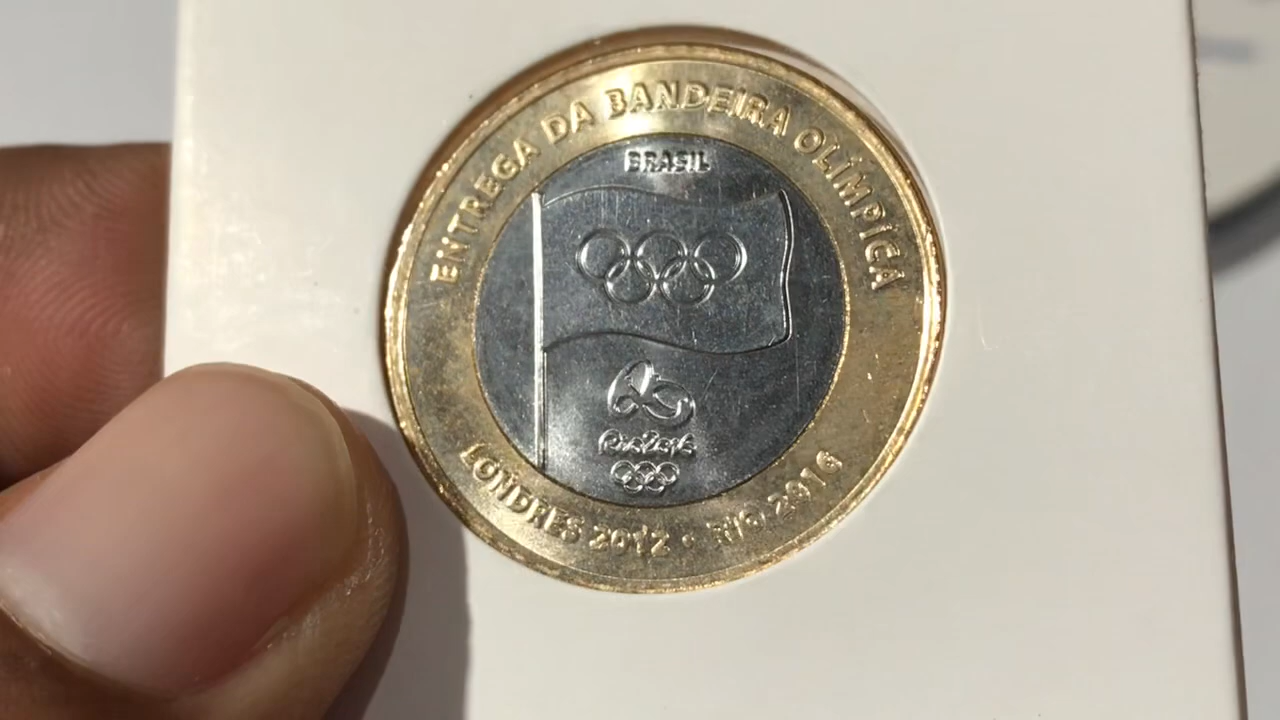 ENTREGA DA BANDEIRA OLÍMPICA
BRASIL
Rio2016
LONDRES 2012 • RIO 2016